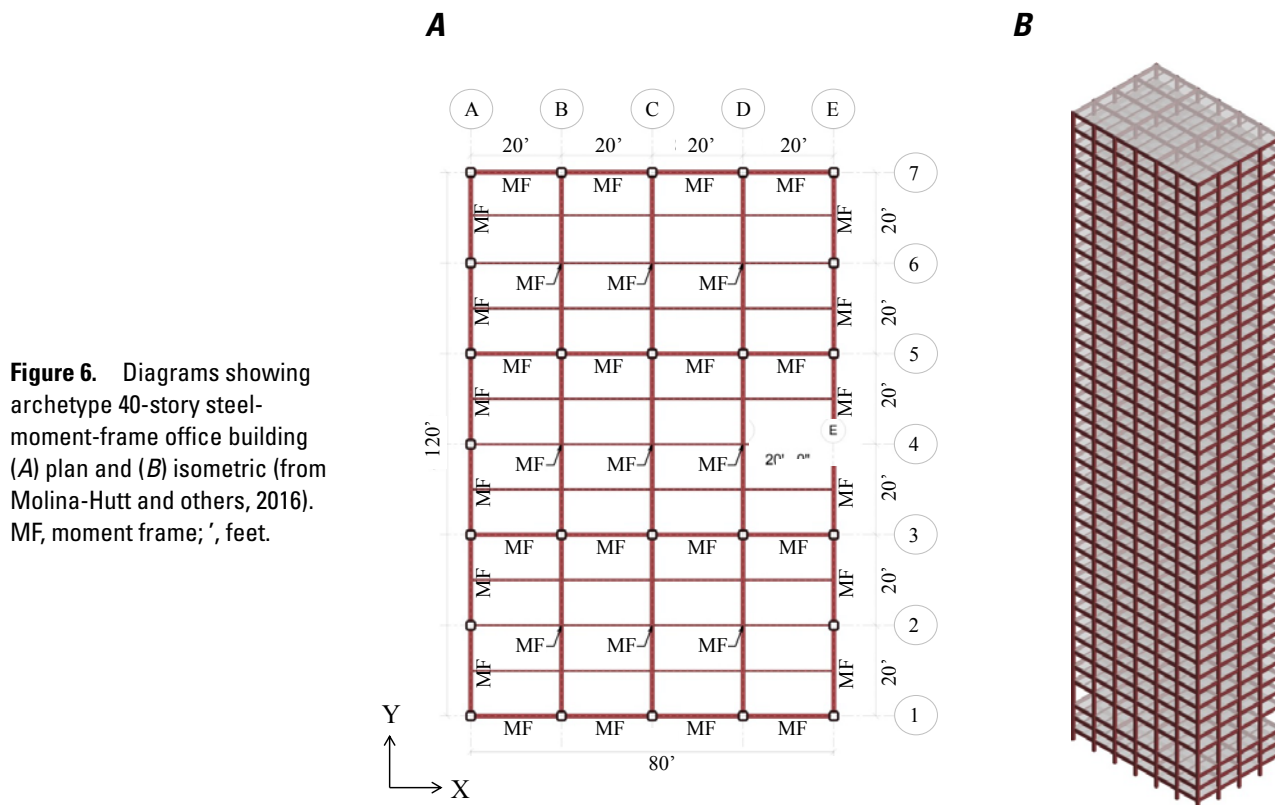 A
B
A
B
C
D
E
20’
20’
20’
20’
7
MF
MF
MF
MF
MF
MF
20’
6
MF
MF
MF
MF
MF
20’
5
MF
MF
MF
MF
MF
MF
20’
120’
4
E
MF
MF
MF
20' 0"
MF
MF
20’
3
MF
MF
MF
MF
MF
MF
20’
2
MF
MF
MF
MF
MF
20’
1
MF
MF
MF
MF
80’
Y
X
Figure 6. Diagrams showing
archetype 40-story steel-
moment-frame office building
(A) plan and (B) isometric (from
Molina-Hutt and others, 2016).
MF, moment frame; ′, feet.